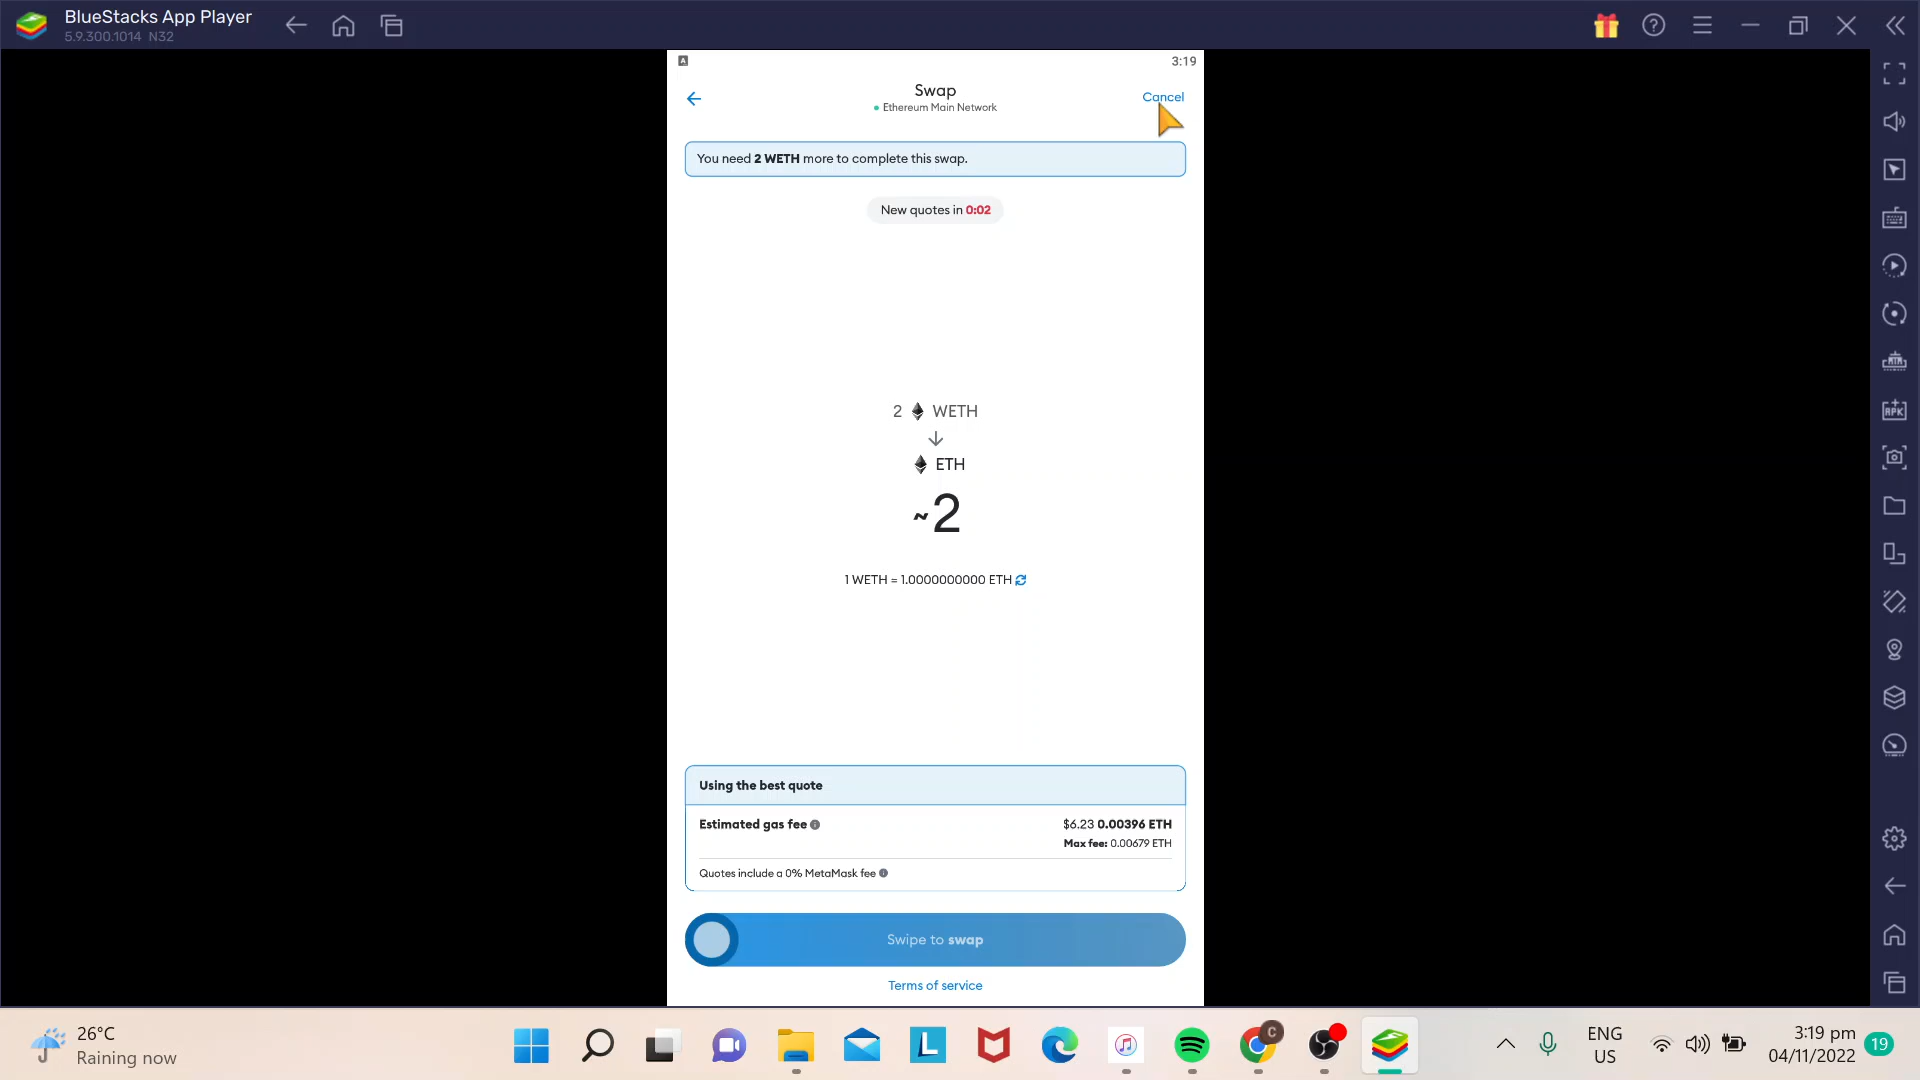 BlueStacks App Player
5.9.300.1014 N32
A
3:19
Swap
Ethereum Main Network
Cancel
You need 2 WETH more to complete this swap.
New quotes in 0:02
2 WETH
ETH
~2
1 WETH = 1.0000000000 ETH
Using the best quote
Estimated gas fee
$6.23 0.00396 ETH
Max fee: 0.00679 ETH
Quotes include a 0% MetaMask fee
Swipe to swap
Terms of service
APK
26°C
Raining now
L
C
ENG
US
3:19 pm
04/11/2022
19